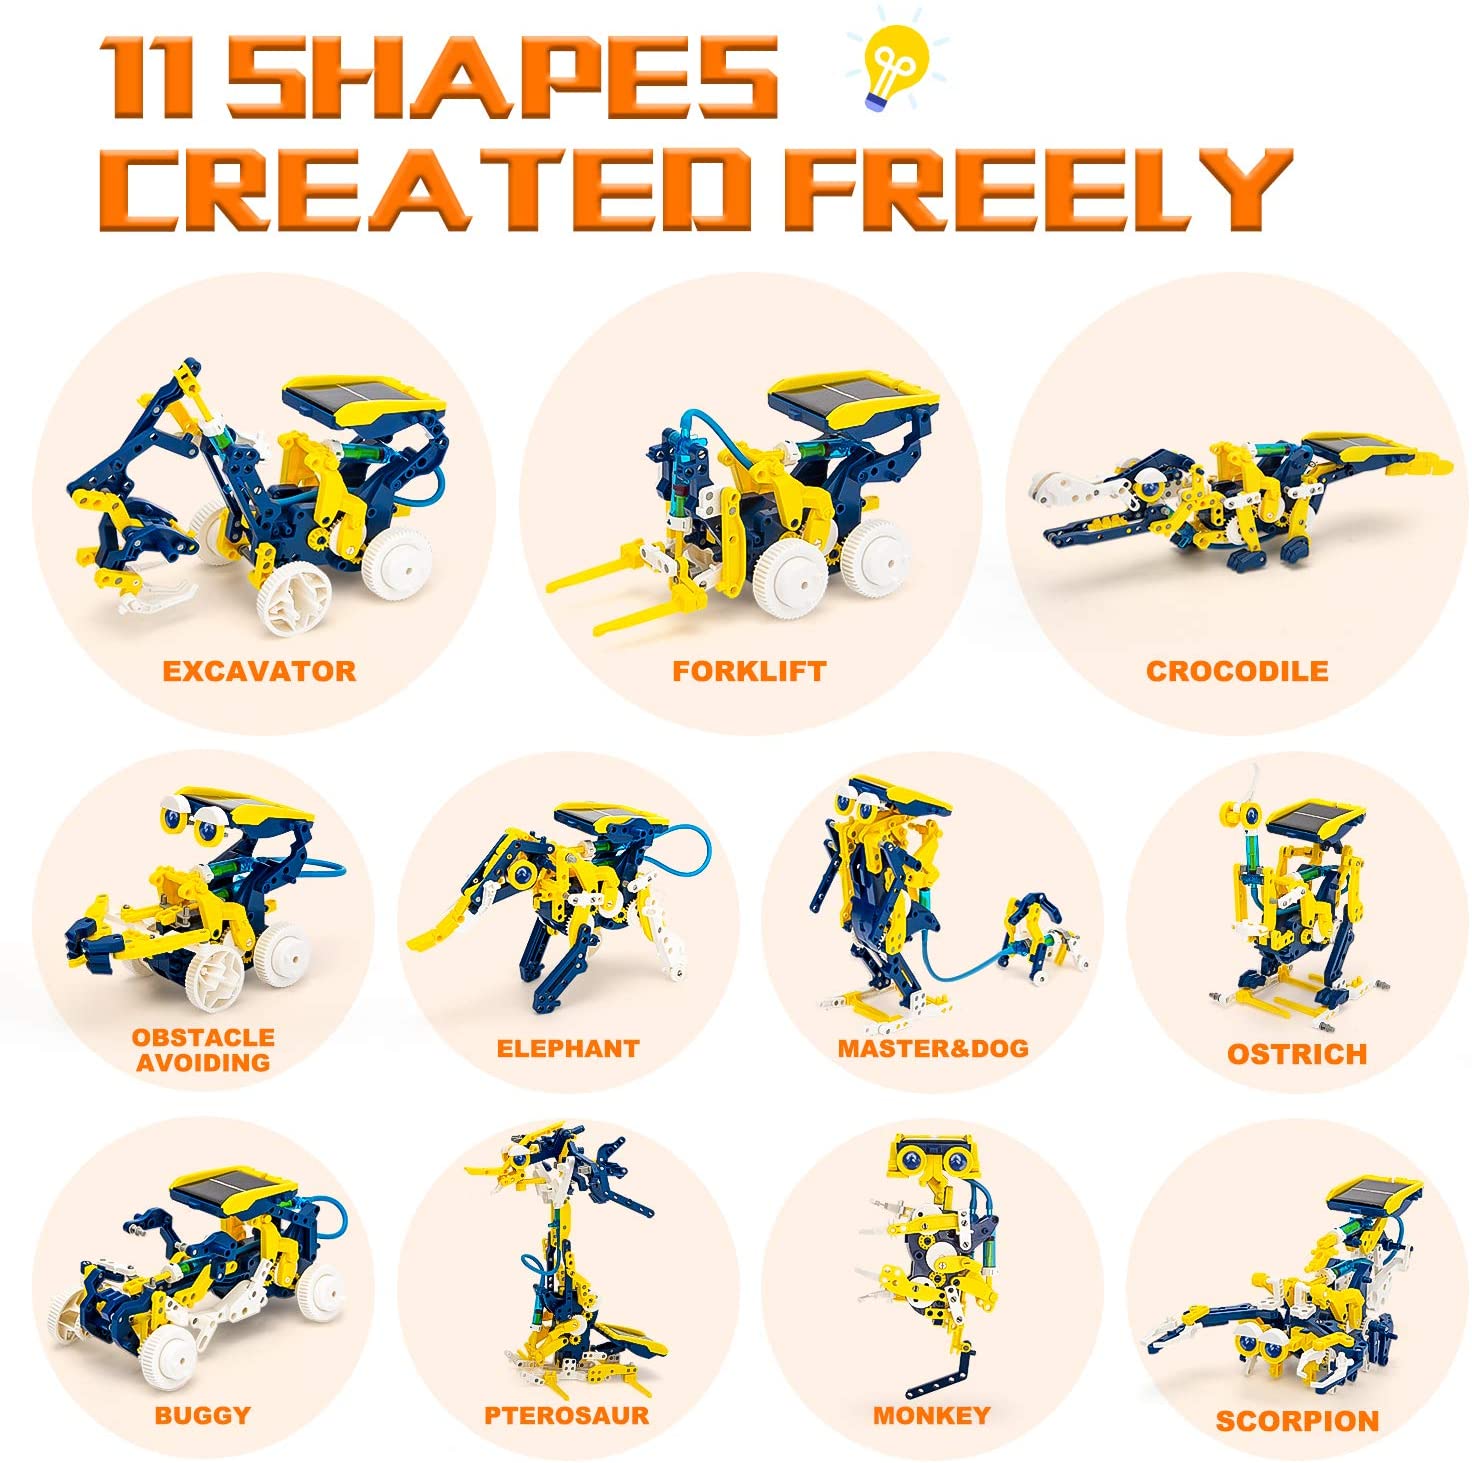 11 SHAPES
CREATED FREELY
EXCAVATOR
FORKLIFT
CROCODILE
OBSTACLE
AVOIDING
ELEPHANT
MASTER&DOG
OSTRICH
BUGGY
PTEROSAUR
MONKEY
SCORPION